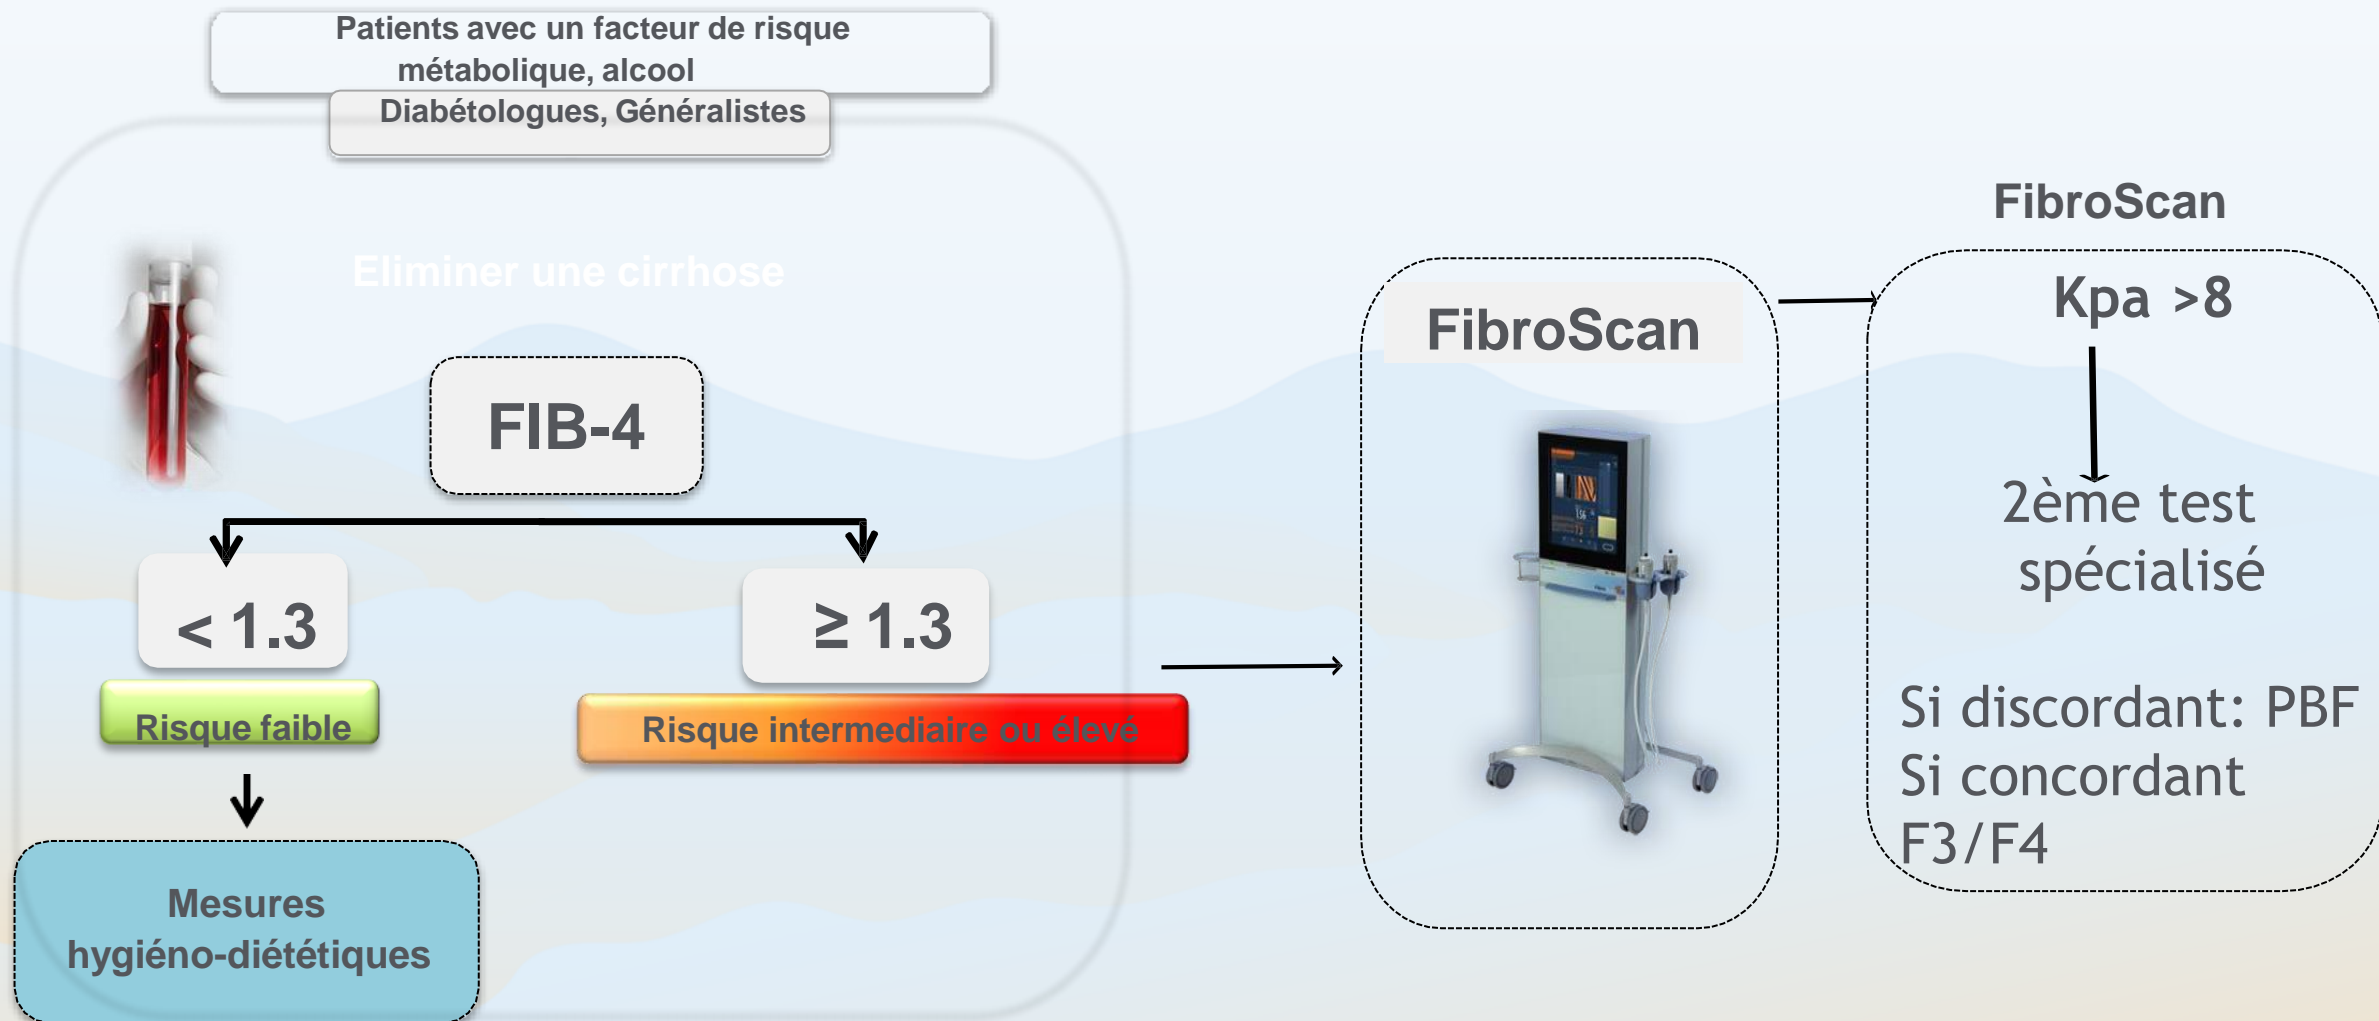 Patients avec un facteur de risque
métabolique, alcool
Diabétologues, Généralistes
Eliminer une cirrhose
FIB-4
< 1.3
≥ 1.3
Risque faible
Risque intermediaire ou élevé
Mesures
hygiéno-diététiques
FibroScan
FibroScan
Kpa >8
2ème test
spécialisé
Si discordant: PBF
Si concordant
F3/F4